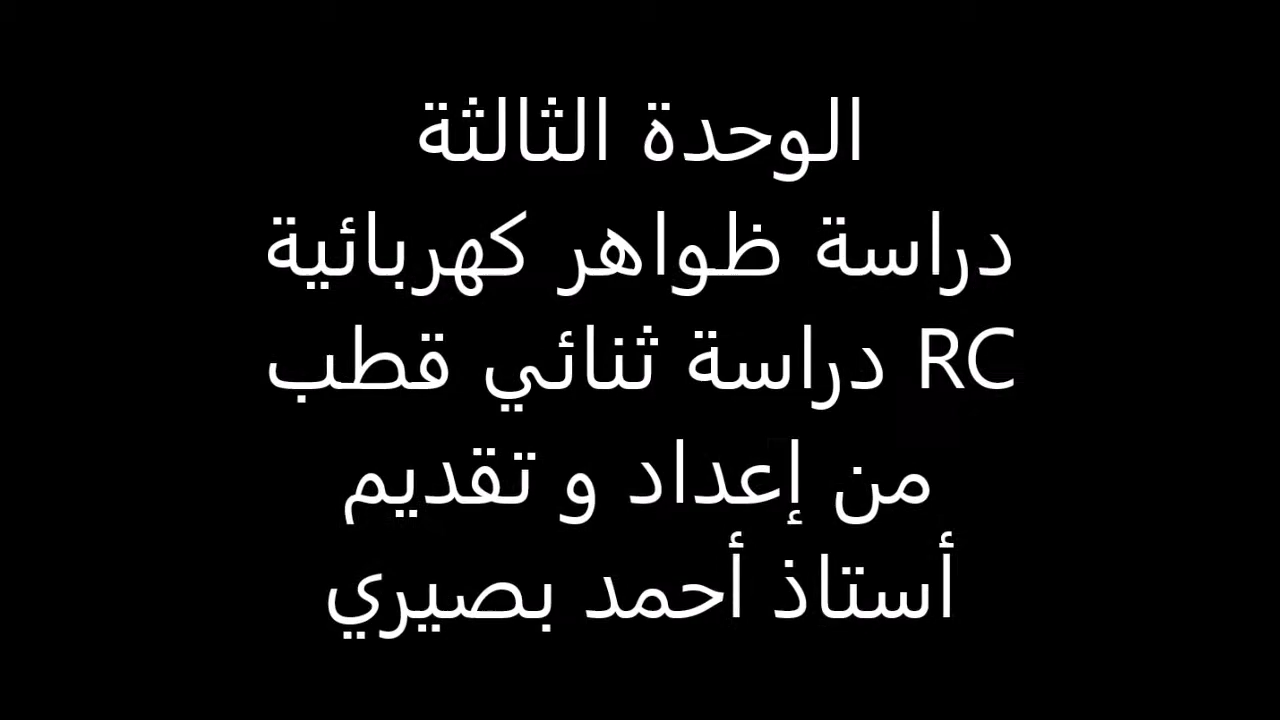 الوحدة الثالثة
دراسة ظواهر كهربائية
RC دراسة ثنائي قطب
من إعداد و تقديم
أستاذ أحمد بصيري